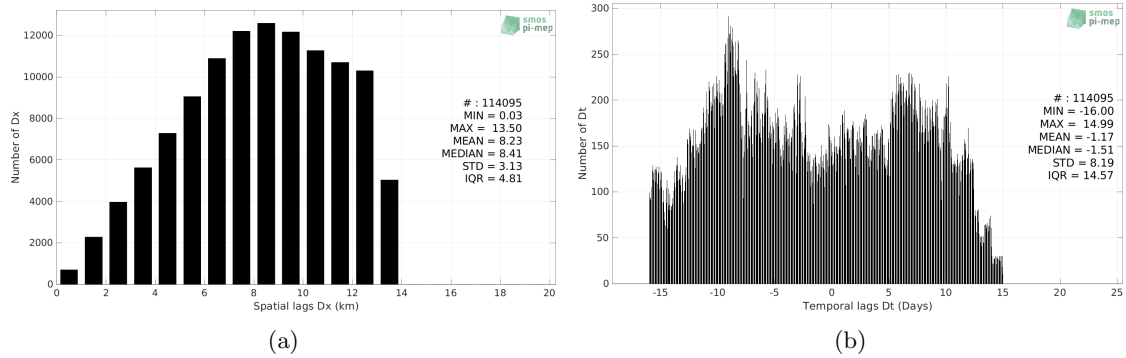 smos
pi-mep
12000
10000
8000
6000
4000
2000
0
Number of Dx
# : 114095
MIN = 0.03
MAX = 13.50
MEAN = 8.23
MEDIAN = 8.41
STD = 3.13
IQR = 4.81
0 2 4 6 8 10 12 14 16 18 20
Spatial lags Dx (km)
(a)
smos
pi-mep
300
250
200
150
100
50
0
Number of Dt
# : 114095
MIN = -16.00
MAX = 14.99
MEAN = -1.17
MEDIAN = -1.51
STD = 8.19
IQR = 14.57
-15 -10 -5 0 5 10 15 20 25
Temporal lags Dt (Days)
(b)